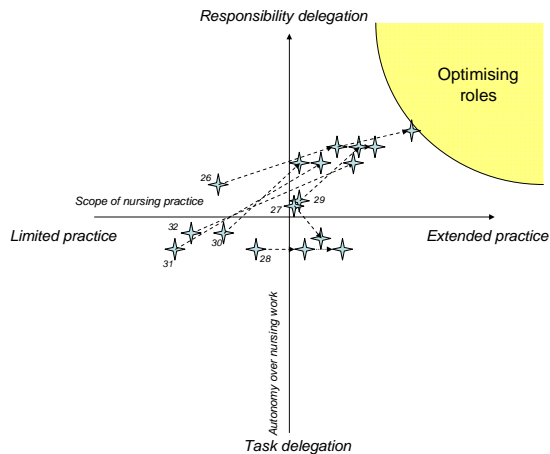 Responsibility delegation
Optimising
roles
26
Scope of nursing practice
27
29
32
30
Limited practice
Extended practice
31
28
Autonomy over nursing work
Task delegation